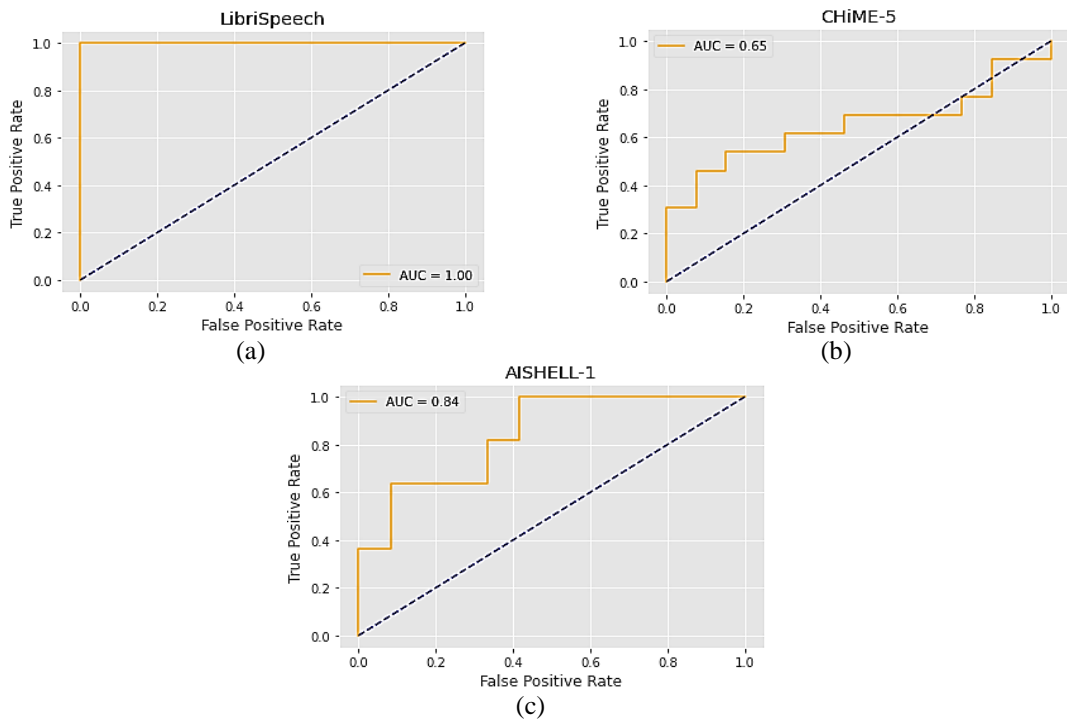 LibriSpeech
True Positive Rate
1.0
0.8
0.6
0.4
0.2
0.0
AUC = 1.00
0.0 0.2 0.4 0.6 0.8 1.0
False Positive Rate
(a)
CHiME-5
AUC = 0.65
True Positive Rate
1.0
0.8
0.6
0.4
0.2
0.0
0.0 0.2 0.4 0.6 0.8 1.0
False Positive Rate
(b)
AISHELL-1
AUC = 0.84
True Positive Rate
1.0
0.8
0.6
0.4
0.2
0.0
0.0 0.2 0.4 0.6 0.8 1.0
False Positive Rate
(c)